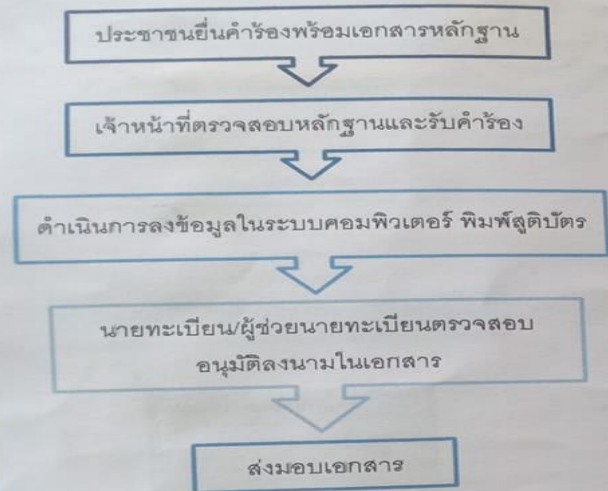 ประชาชนยื่นคำร้องพร้อมเอกสารหลักฐาน
เจ้าหน้าที่ตรวจสอบหลักฐานและรับคำร้อง
ดำเนินการลงข้อมูลในระบบคอมพิวเตอร์ พิมพ์สูติบัตร
นายทะเบียน/ผู้ช่วยนายทะเบียนตรวจสอบ
อนุมัติลงนามในเอกสาร
ส่งมอบเอกสาร